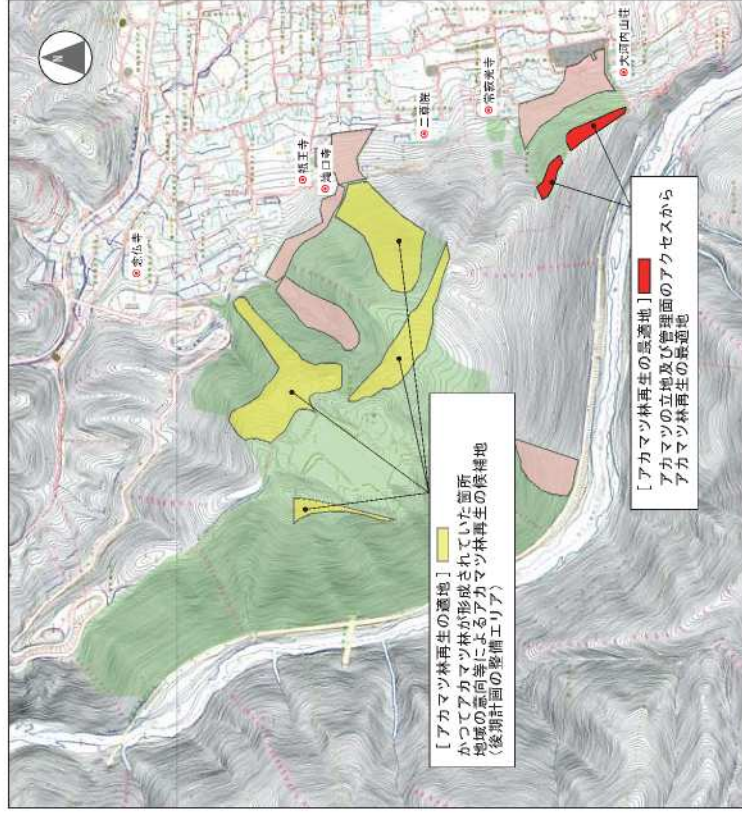 N
念仏寺
祇王寺
滝口寺
二尊院
常寂光寺
大河内山荘
[アカマツ林再生の適地]
かつてアカマツ林が形成されていた箇所
地域の意向等によるアカマツ林再生の候補地
(後期計画の整備エリア)
[アカマツ林再生の最適地]
アカマツの立地及び管理面のアクセスから
アカマツ林再生の最適地